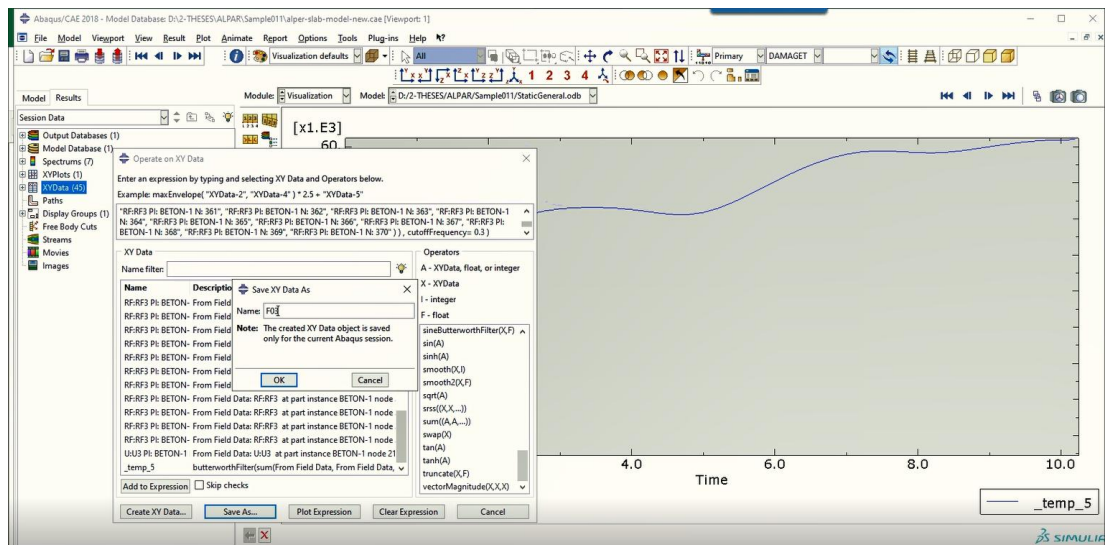 Abaqus/CAE 2018 - Model Database: D:\2-THESES\ALPAR\Sample011\alper-slab-model-new.cae [Viewport: 1]
File Model Viewport View Result Plot Animate Report Options Tools Plug-ins Help
Visualization defaults All Primary DAMAGET
1 2 3 4
Model Results
Module: Visualization Model: D:/2-THESES/ALPAR/Sample011/StaticGeneral.odb
Session Data
Output Databases (1)
Model Database (1)
Spectrums (7)
XYPlots (1)
XYData (45)
Paths
Display Groups (1)
Free Body Cuts
Streams
Movies
Images
[x1.E3]
60.
Operate on XY Data
Enter an expression by typing and selecting XY Data and Operators below.
Example: maxEnvelope( "XYData-2", "XYData-4" ) * 2.5 + "XYData-5"
"RF:RF3 PI: BETON-1 N: 361", "RF:RF3 PI: BETON-1 N: 362", "RF:RF3 PI: BETON-1 N: 363", "RF:RF3 PI: BETON-1
N: 364", "RF:RF3 PI: BETON-1 N: 365", "RF:RF3 PI: BETON-1 N: 366", "RF:RF3 PI: BETON-1 N: 367", "RF:RF3 PI:
BETON-1 N: 368", "RF:RF3 PI: BETON-1 N: 369", "RF:RF3 PI: BETON-1 N: 370" ) ) , cutoffFrequency= 0.3 )
XY Data
Name filter:
Name Descriptio
RF:RF3 PI: BETON- From Field
RF:RF3 PI: BETON- From Field
RF:RF3 PI: BETON- From Field
RF:RF3 PI: BETON- From Field
RF:RF3 PI: BETON- From Field
RF:RF3 PI: BETON- From Field
RF:RF3 PI: BETON- From Field
RF:RF3 PI: BETON- From Field Data: RF:RF3 at part instance BETON-1 node
RF:RF3 PI: BETON- From Field Data: RF:RF3 at part instance BETON-1 node
RF:RF3 PI: BETON- From Field Data: RF:RF3 at part instance BETON-1 node
RF:RF3 PI: BETON- From Field Data: RF:RF3 at part instance BETON-1 node
U:U3 PI: BETON-1 From Field Data: U:U3 at part instance BETON-1 node 21
_temp_5 butterworthFilter(sum(From Field Data, From Field Data,
Add to Expression Skip checks
Save XY Data As
Name: F03
Note: The created XY Data object is saved
only for the current Abaqus session.
OK Cancel
Operators
A - XYData, float, or integer
X - XYData
I - integer
F - float
sineButterworthFilter(X,F)
sin(A)
sinh(A)
smooth(X,I)
smooth2(X,F)
sqrt(A)
srss((X,X,...))
sum((A,A,...))
swap(X)
tan(A)
tanh(A)
truncate(X,F)
vectorMagnitude(X,X,X)
Create XY Data... Save As... Plot Expression Clear Expression Cancel
4.0 6.0 8.0 10.0
Time
_temp_5
SIMULIA